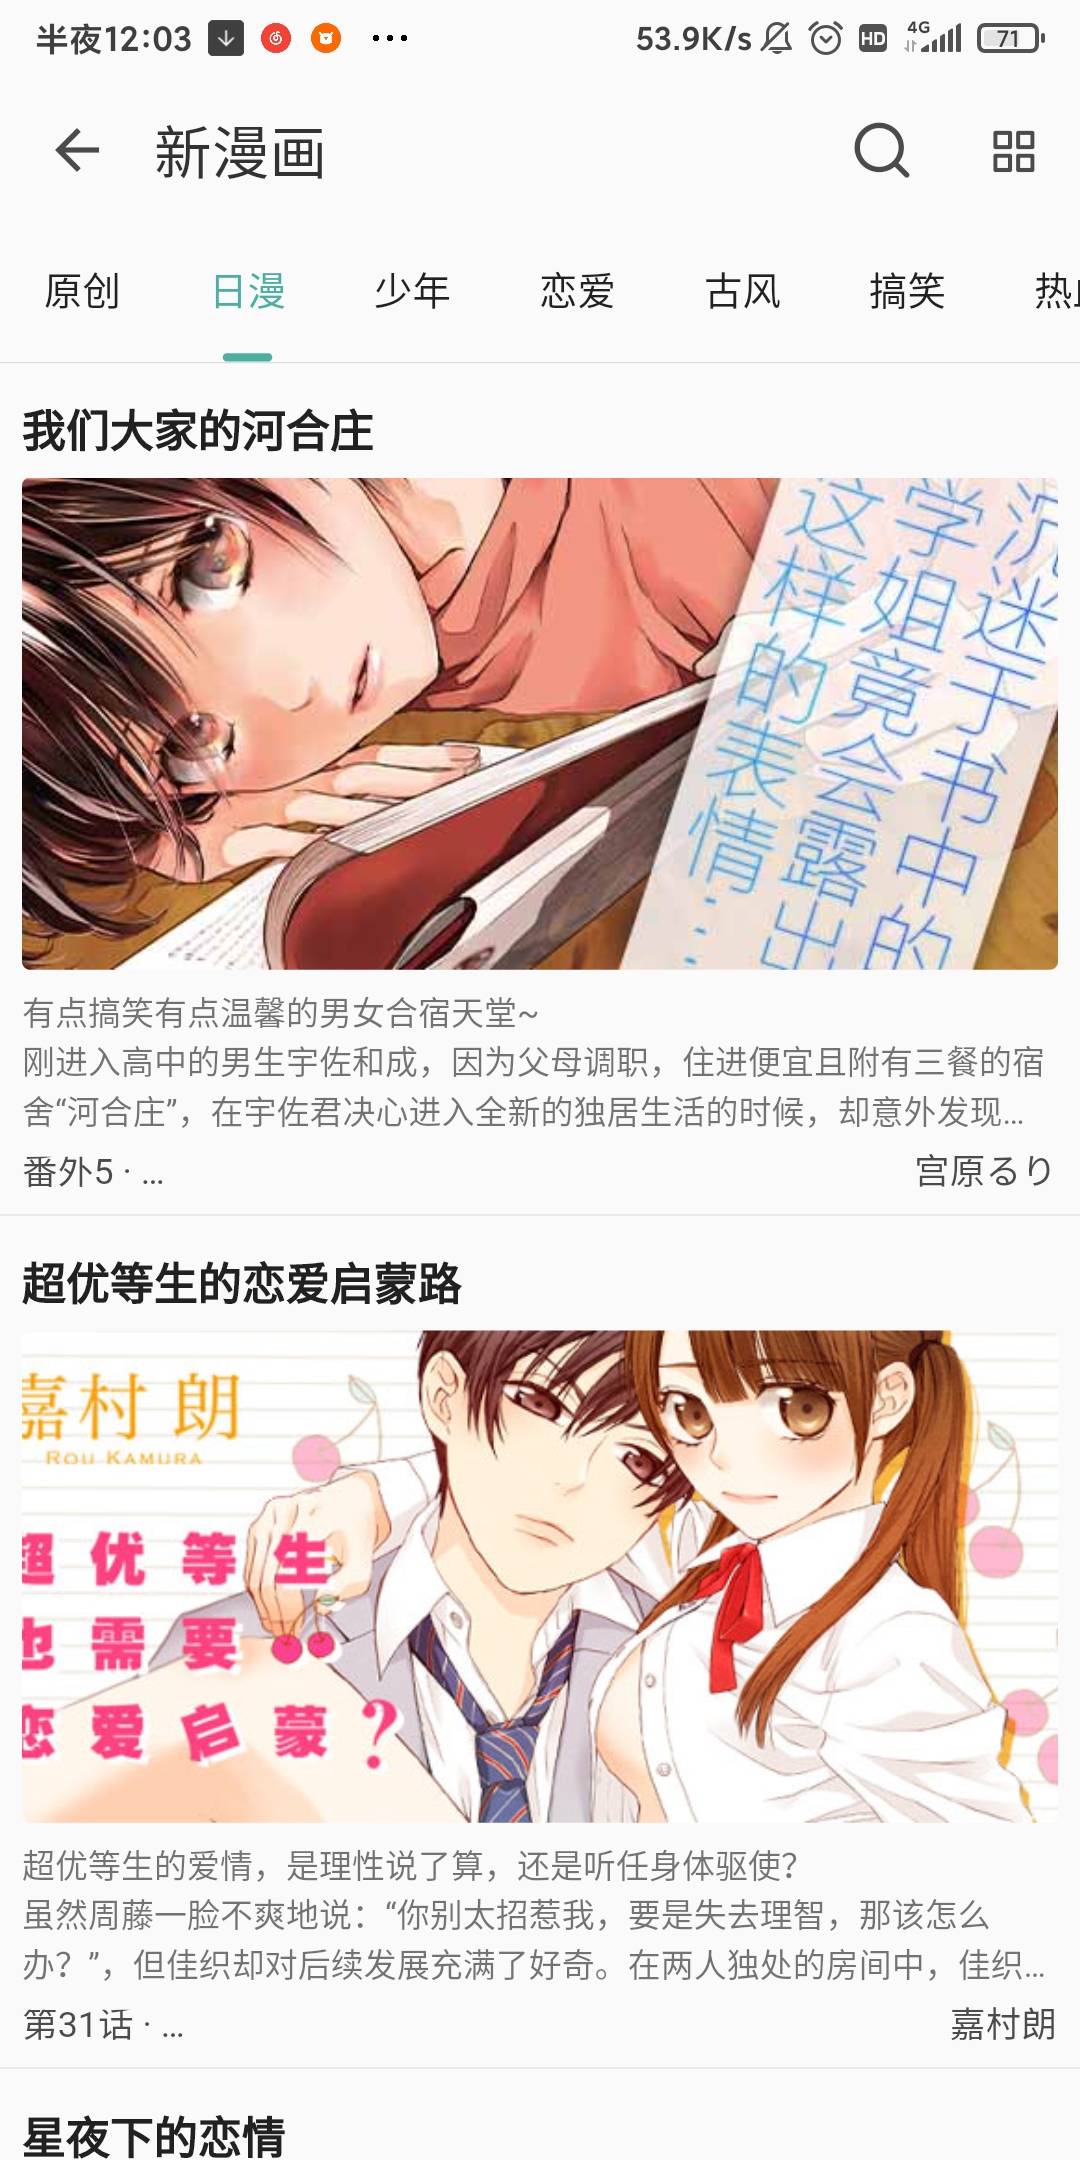 半夜12:03
53.9K/s
HD
4G
71
新漫画
原创 日漫 少年 恋爱 古风 搞笑 热
我们大家的河合庄
沉迷于书中的
学姐竟会露出
这样的表情…
有点搞笑有点温馨的男女合宿天堂~
刚进入高中的男生宇佐和成，因为父母调职，住进便宜且附有三餐的宿
舍“河合庄”，在宇佐君决心进入全新的独居生活的时候，却意外发现...
番外5 · ...
宫原るり
超优等生的恋爱启蒙路
嘉村 朗
ROU KAMURA
超优等生
也需要
恋爱启蒙？
超优等生的爱情，是理性说了算，还是听任身体驱使？
虽然周藤一脸不爽地说：“你别太招惹我，要是失去理智，那该怎么
办？”，但佳织却对后续发展充满了好奇。在两人独处的房间中，佳织...
第31话 · ...
嘉村朗
星夜下的恋情